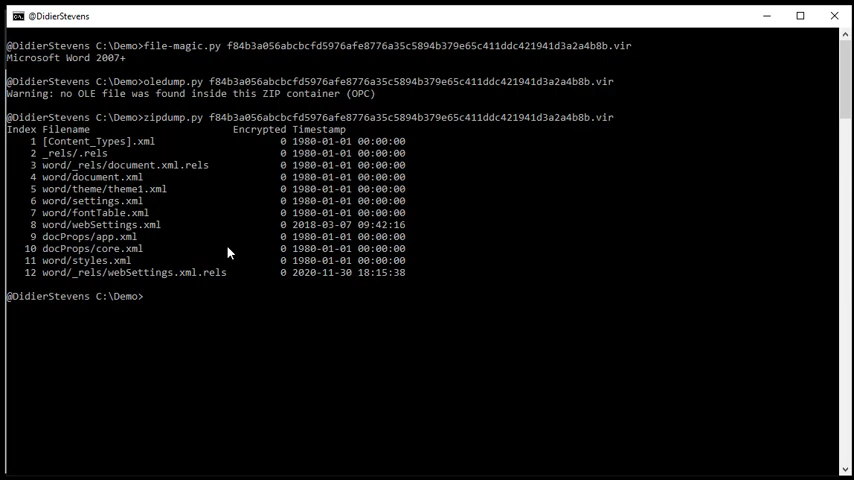 @DidierStevens
@DidierStevens C:\Demo>file-magic.py f84b3a056abcbcfd5976afe8776a35c5894b379e65c411ddc421941d3a2a4b8b.vir
Microsoft Word 2007+
@DidierStevens C:\Demo>oledump.py f84b3a056abcbcfd5976afe8776a35c5894b379e65c411ddc421941d3a2a4b8b.vir
Warning: no OLE file was found inside this ZIP container (OPC)
@DidierStevens C:\Demo>zipdump.py f84b3a056abcbcfd5976afe8776a35c5894b379e65c411ddc421941d3a2a4b8b.vir
Index Filename Encrypted Timestamp
1 [Content_Types].xml 0 1980-01-01 00:00:00
2 _rels/.rels 0 1980-01-01 00:00:00
3 word/_rels/document.xml.rels 0 1980-01-01 00:00:00
4 word/document.xml 0 1980-01-01 00:00:00
5 word/theme/theme1.xml 0 1980-01-01 00:00:00
6 word/settings.xml 0 1980-01-01 00:00:00
7 word/fontTable.xml 0 1980-01-01 00:00:00
8 word/webSettings.xml 0 2018-03-07 09:42:16
9 docProps/app.xml 0 1980-01-01 00:00:00
10 docProps/core.xml 0 1980-01-01 00:00:00
11 word/styles.xml 0 1980-01-01 00:00:00
12 word/_rels/webSettings.xml.rels 0 2020-11-30 18:15:38
@DidierStevens C:\Demo>